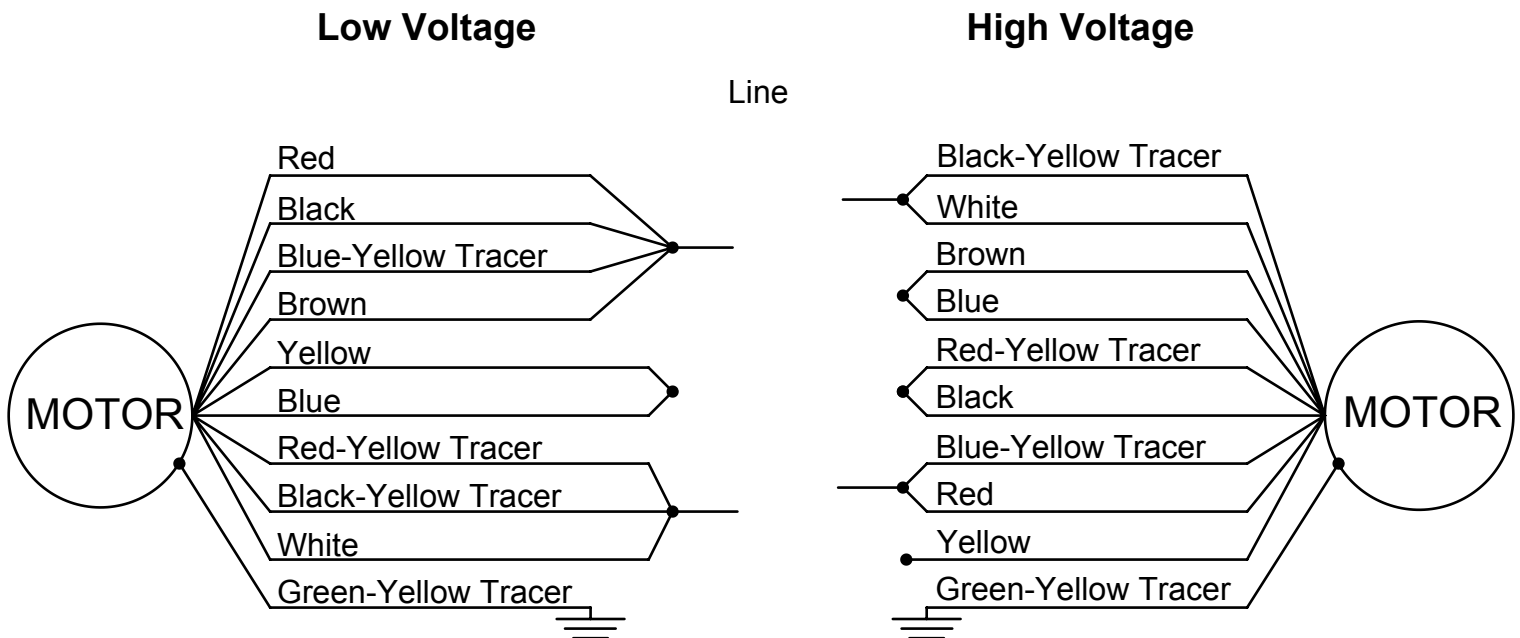 Low Voltage
High Voltage
Line
Red
Black
Blue-Yellow Tracer
Brown
Yellow
Blue
Red-Yellow Tracer
Black-Yellow Tracer
White
Green-Yellow Tracer
MOTOR
Black-Yellow Tracer
White
Brown
Blue
Red-Yellow Tracer
Black
Blue-Yellow Tracer
Red
Yellow
Green-Yellow Tracer
MOTOR